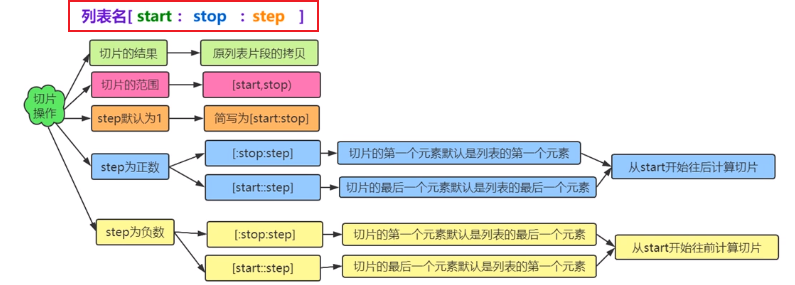 列表名[ start : stop : step ]
切片
操作
切片的结果
原列表片段的拷贝
切片的范围
[start,stop)
step默认为1
简写为[start:stop]
step为正数
[:stop:step]
切片的第一个元素默认是列表的第一个元素
[start::step]
切片的最后一个元素默认是列表的最后一个元素
从start开始往后计算切片
step为负数
[:stop:step]
切片的第一个元素默认是列表的最后一个元素
[start::step]
切片的最后一个元素默认是列表的第一个元素
从start开始往前计算切片